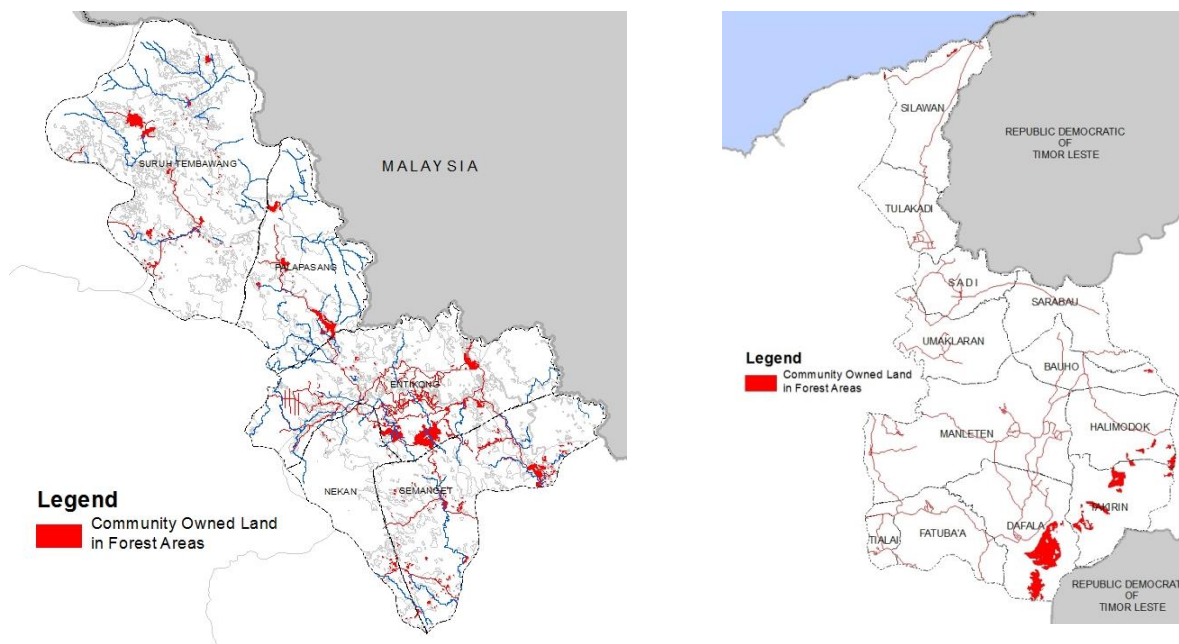 MALAYSIA
SURUH TEMBAWANG
PALAPASANG
ENTIKONG
NEKAN
SEMANGET
Legend
Community Owned Land
in Forest Areas
SILAWAN
REPUBLIC DEMOCRATIC
OF
TIMOR LESTE
TULAKADI
SADI
SARABAU
UMAKLARAN
BAUHO
Legend
Community Owned Land
in Forest Areas
MANLETEN
HALIMODOK
TAKIRIN
DAFALA
FATUBA'A
TIALAI
REPUBLIC DEMOCRAT
OF
TIMOR LESTE